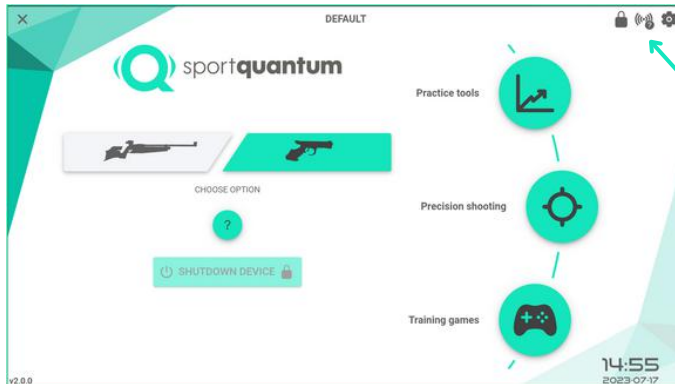 DEFAULT
sportquantum
Practice tools
CHOOSE OPTION
Precision shooting
?
SHUTDOWN DEVICE
Training games
14:55
2023-07-17
v2.0.0